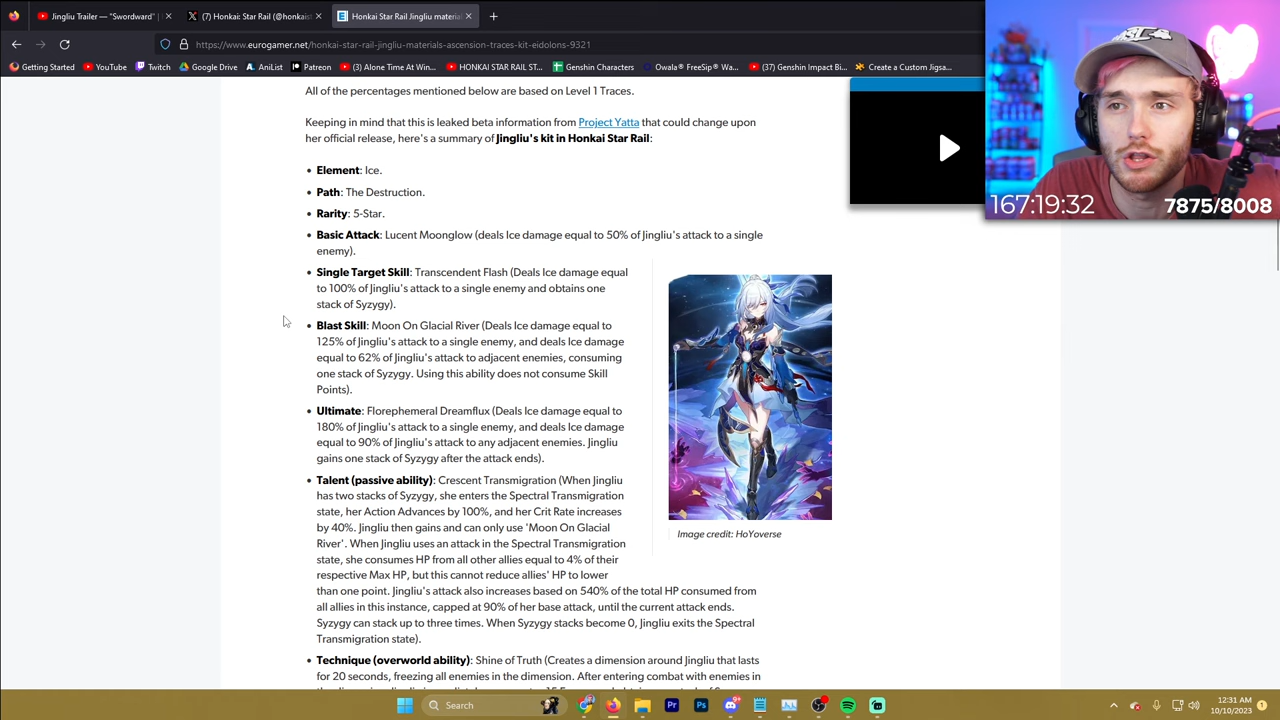 Jingliu Trailer — "Swordward" |
(7) Honkai: Star Rail (@honkaist
Honkai Star Rail Jingliu material
https://www.eurogamer.net/honkai-star-rail-jingliu-materials-ascension-traces-kit-eidolons-9321
Getting Started
YouTube
Twitch
Google Drive
AniList
Patreon
(3) Alone Time At Win...
HONKAI STAR RAIL ST...
Genshin Characters
Owala® FreeSip® Wa...
(37) Genshin Impact Bi...
Create a Custom Jigsa...
167:19:32
7875/8008
All of the percentages mentioned below are based on Level 1 Traces.
Keeping in mind that this is leaked beta information from Project Yatta that could change upon
her official release, here's a summary of Jingliu's kit in Honkai Star Rail:
• Element: Ice.
• Path: The Destruction.
• Rarity: 5-Star.
• Basic Attack: Lucent Moonglow (deals Ice damage equal to 50% of Jingliu's attack to a single
enemy).
• Single Target Skill: Transcendent Flash (Deals Ice damage equal
to 100% of Jingliu's attack to a single enemy and obtains one
stack of Syzygy).
• Blast Skill: Moon On Glacial River (Deals Ice damage equal to
125% of Jingliu's attack to a single enemy, and deals Ice damage
equal to 62% of Jingliu's attack to adjacent enemies, consuming
one stack of Syzygy. Using this ability does not consume Skill
Points).
• Ultimate: Florephemeral Dreamflux (Deals Ice damage equal to
180% of Jingliu's attack to a single enemy, and deals Ice damage
equal to 90% of Jingliu's attack to any adjacent enemies. Jingliu
gains one stack of Syzygy after the attack ends).
• Talent (passive ability): Crescent Transmigration (When Jingliu
has two stacks of Syzygy, she enters the Spectral Transmigration
state, her Action Advances by 100%, and her Crit Rate increases
by 40%. Jingliu then gains and can only use 'Moon On Glacial
River'. When Jingliu uses an attack in the Spectral Transmigration
state, she consumes HP from all other allies equal to 4% of their
respective Max HP, but this cannot reduce allies' HP to lower
than one point. Jingliu's attack also increases based on 540% of the total HP consumed from
all allies in this instance, capped at 90% of her base attack, until the current attack ends.
Syzygy can stack up to three times. When Syzygy stacks become 0, Jingliu exits the Spectral
Transmigration state).
• Technique (overworld ability): Shine of Truth (Creates a dimension around Jingliu that lasts
for 20 seconds, freezing all enemies in the dimension. After entering combat with enemies in
Image credit: HoYoverse
Search
12:31 AM
10/10/2023